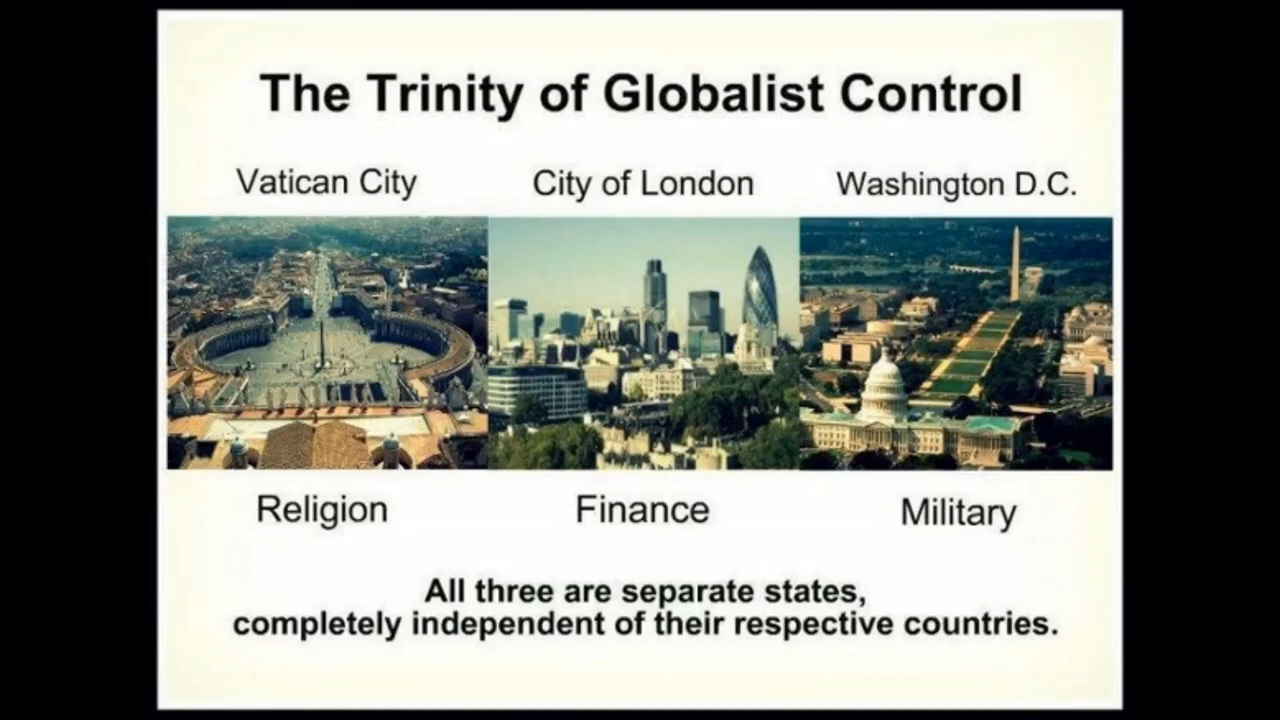 The Trinity of Globalist Control
Vatican City
City of London
Washington D.C.
Religion
Finance
Military
All three are separate states,
completely independent of their respective countries.